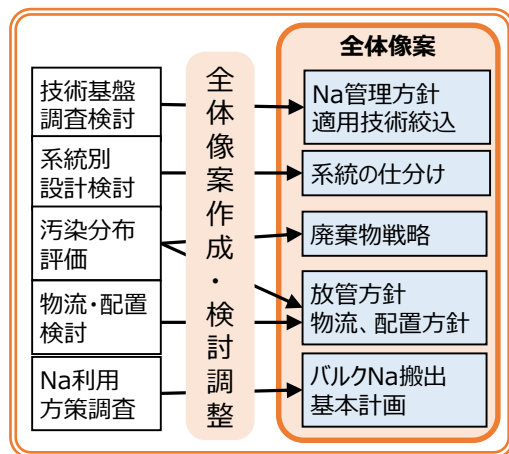 技術基盤
調査検討
系統別
設計検討
汚染分布
評価
物流・配置
検討
Na利用
方策調査
全体像案作成・検討調整
全体像案
Na管理方針
適用技術絞込
系統の仕分け
廃棄物戦略
放管方針
物流、配置方針
バルクNa搬出
基本計画